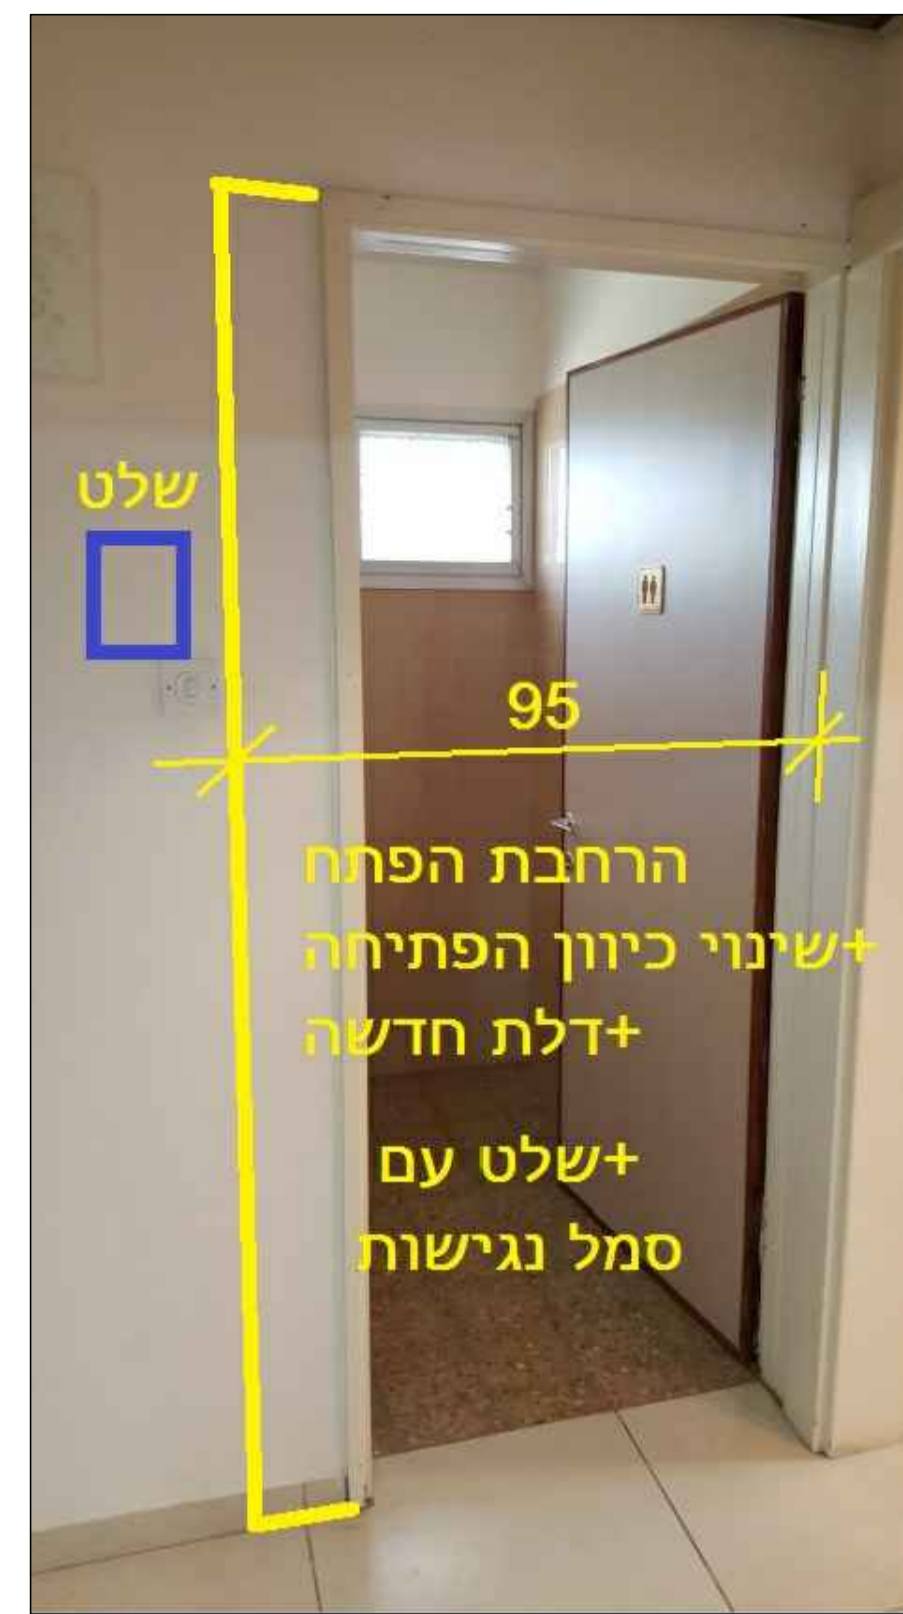 שלט
95
הרחבת הפתח
+שינוי כיוון הפתיחה
+דלת חדשה
+שלט עם
סמל נגישות